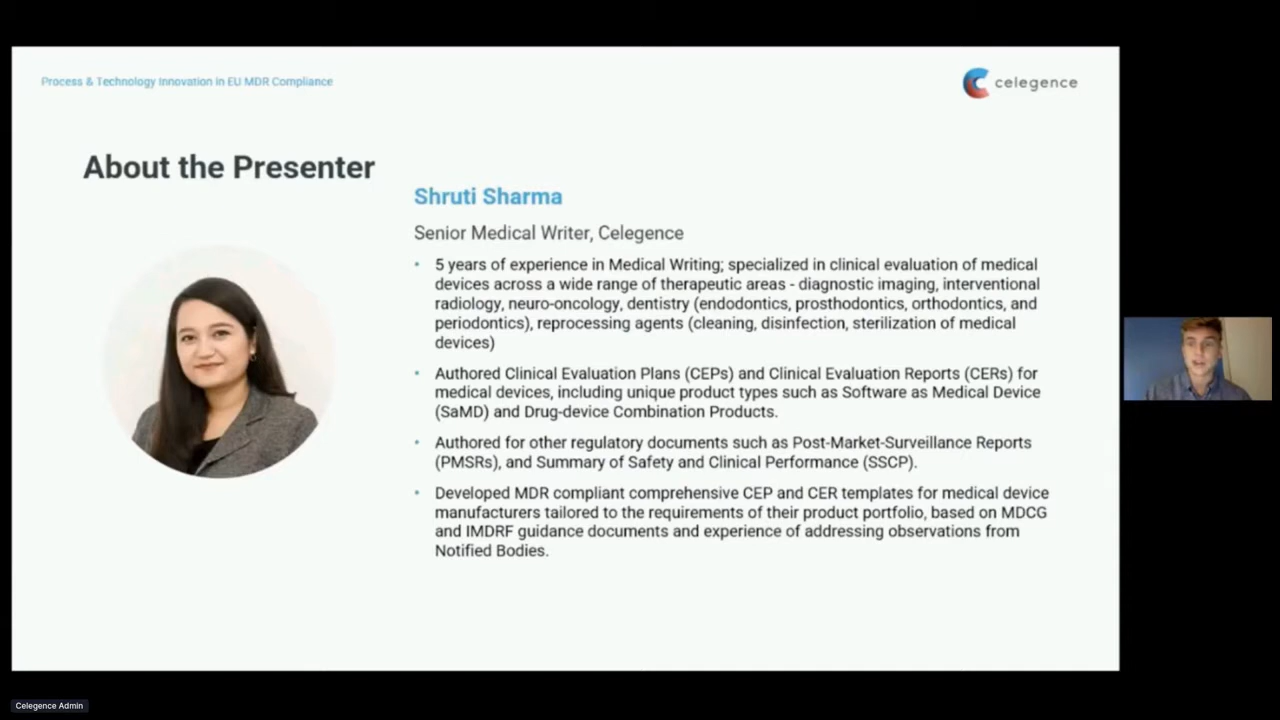 Process & Technology Innovation in EU MDR Compliance
celegence
About the Presenter
Shruti Sharma
Senior Medical Writer, Celegence
• 5 years of experience in Medical Writing; specialized in clinical evaluation of medical
devices across a wide range of therapeutic areas - diagnostic imaging, interventional
radiology, neuro-oncology, dentistry (endodontics, prosthodontics, orthodontics, and
periodontics), reprocessing agents (cleaning, disinfection, sterilization of medical
devices)
• Authored Clinical Evaluation Plans (CEPs) and Clinical Evaluation Reports (CERs) for
medical devices, including unique product types such as Software as Medical Device
(SaMD) and Drug-device Combination Products.
• Authored for other regulatory documents such as Post-Market-Surveillance Reports
(PMSRs), and Summary of Safety and Clinical Performance (SSCP).
• Developed MDR compliant comprehensive CEP and CER templates for medical device
manufacturers tailored to the requirements of their product portfolio, based on MDCG
and IMDRF guidance documents and experience of addressing observations from
Notified Bodies.
Celegence Admin